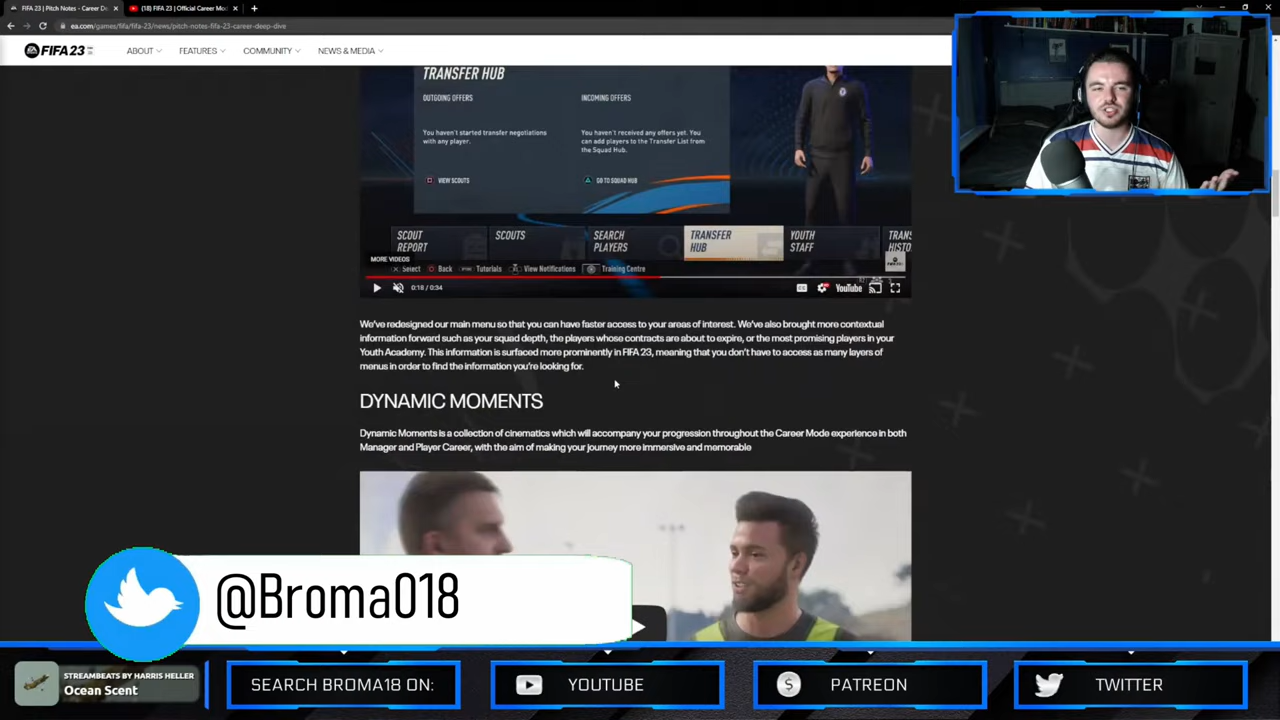 FIFA 23 | Pitch Notes - Career D
(18) FIFA 23 | Official Career Mo
ea.com/games/fifa/fifa-23/news/pitch-notes-fifa-23-career-deep-dive
FIFA 23
ABOUT
FEATURES
COMMUNITY
NEWS & MEDIA
TRANSFER HUB
OUTGOING OFFERS
INCOMING OFFERS
You haven't started transfer negotiations
with any player.
You haven't received any offers yet. You
can add players to the Transfer List from
the Squad Hub.
VIEW SCOUTS
GO TO SQUAD HUB
SCOUT
REPORT
SCOUTS
SEARCH
PLAYERS
TRANSFER
HUB
YOUTH
STAFF
TRANS
HISTO
MORE VIDEOS
Select
Back
Tutorials
View Notifications
Training Centre
0:18 / 0:34
YouTube
We've redesigned our main menu so that you can have faster access to your areas of interest. We've also brought more contextual
information forward such as your squad depth, the players whose contracts are about to expire, or the most promising players in your
Youth Academy. This information is surfaced more prominently in FIFA 23, meaning that you don't have to access as many layers of
menus in order to find the information you're looking for.
DYNAMIC MOMENTS
Dynamic Moments is a collection of cinematics which will accompany your progression throughout the Career Mode experience in both
Manager and Player Career, with the aim of making your journey more immersive and memorable
@Broma018
STREAMBEATS BY HARRIS HELLER
Ocean Scent
SEARCH BROMA18 ON:
YOUTUBE
PATREON
TWITTER